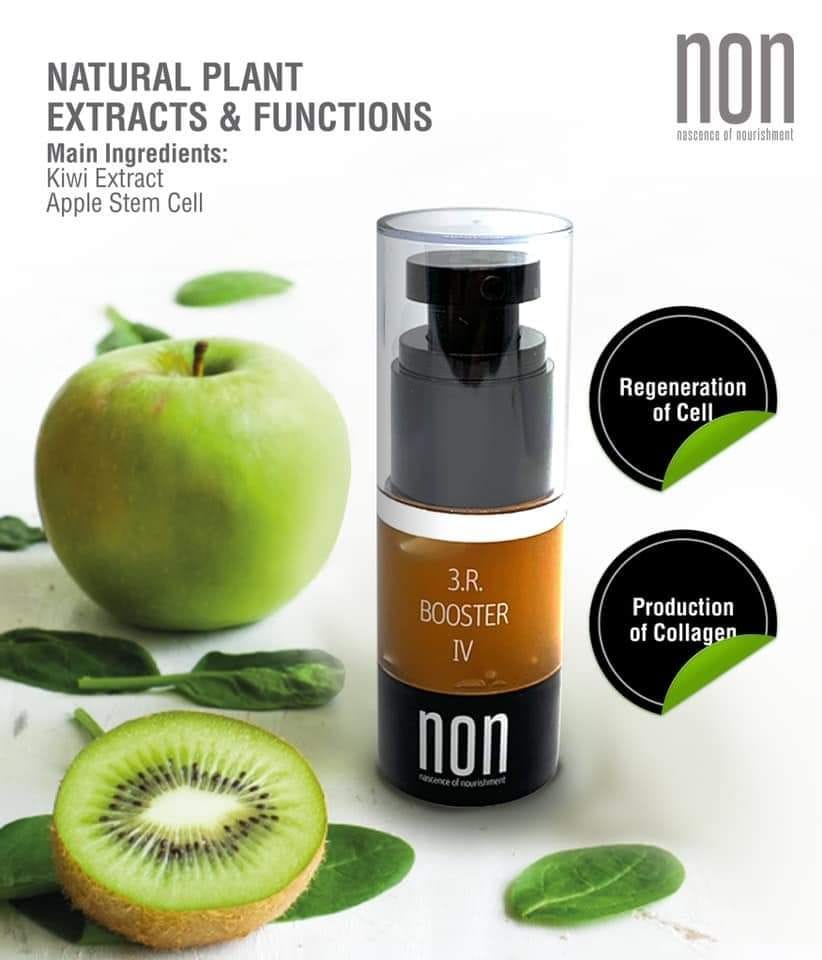 NATURAL PLANT
EXTRACTS & FUNCTIONS
Main Ingredients:
Kiwi Extract
Apple Stem Cell
non
nascence of nourishment
Regeneration
of Cell
3.R.
BOOSTER
IV
Production
of Collagen
non
nascence of nourishment